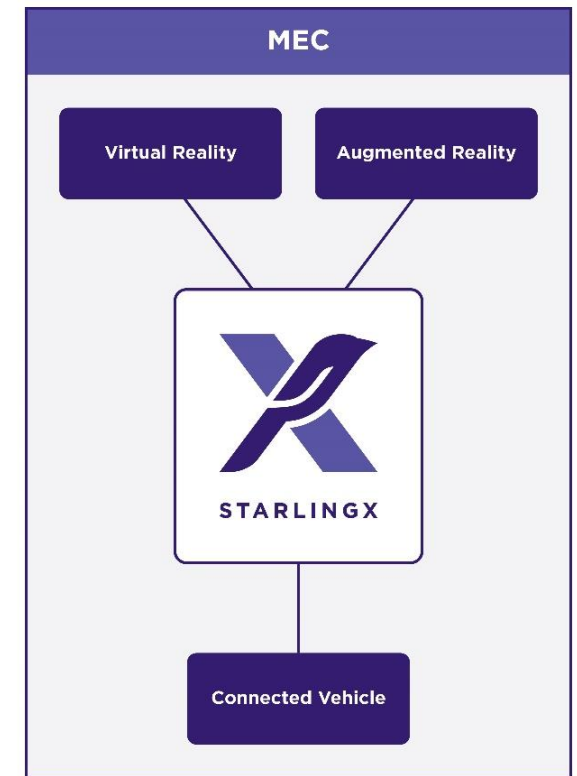 MEC
Virtual Reality
Augmented Reality
STARLINGX
Connected Vehicle